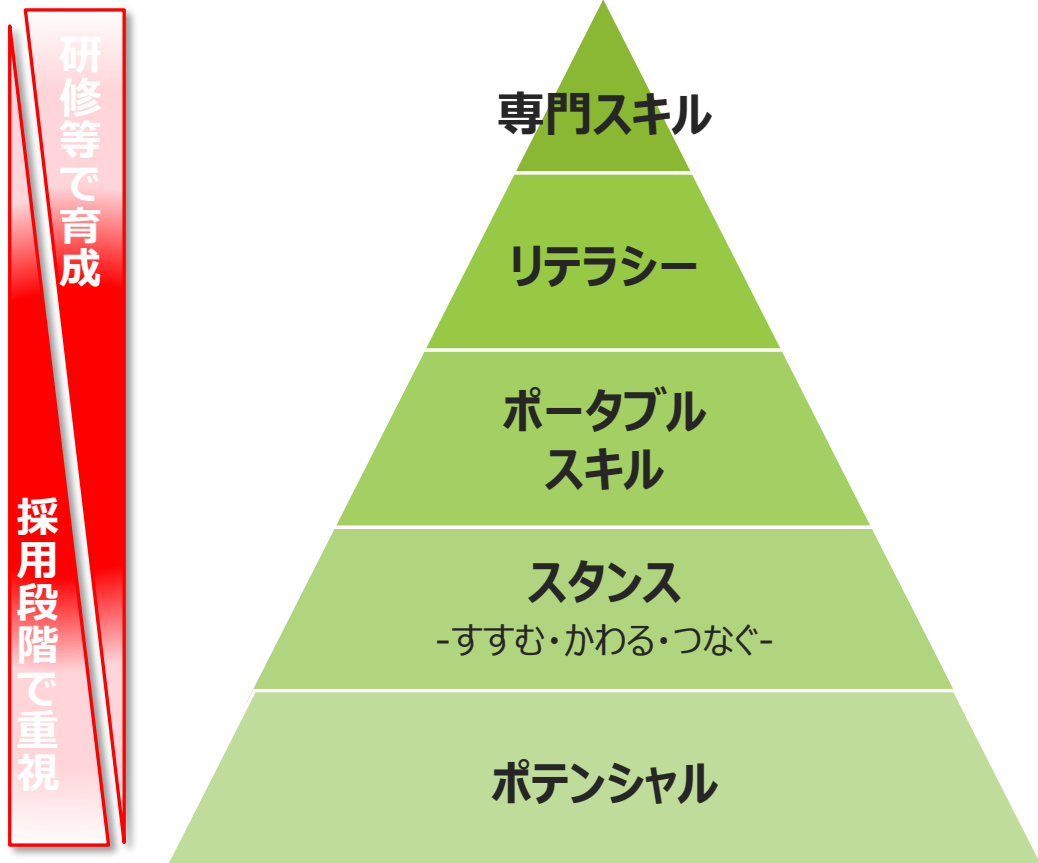 研修等で育成
採用段階で重視
専門スキル
リテラシー
ポータブル
スキル
スタンス
-すすむ・かわる・つなぐ-
ポテンシャル